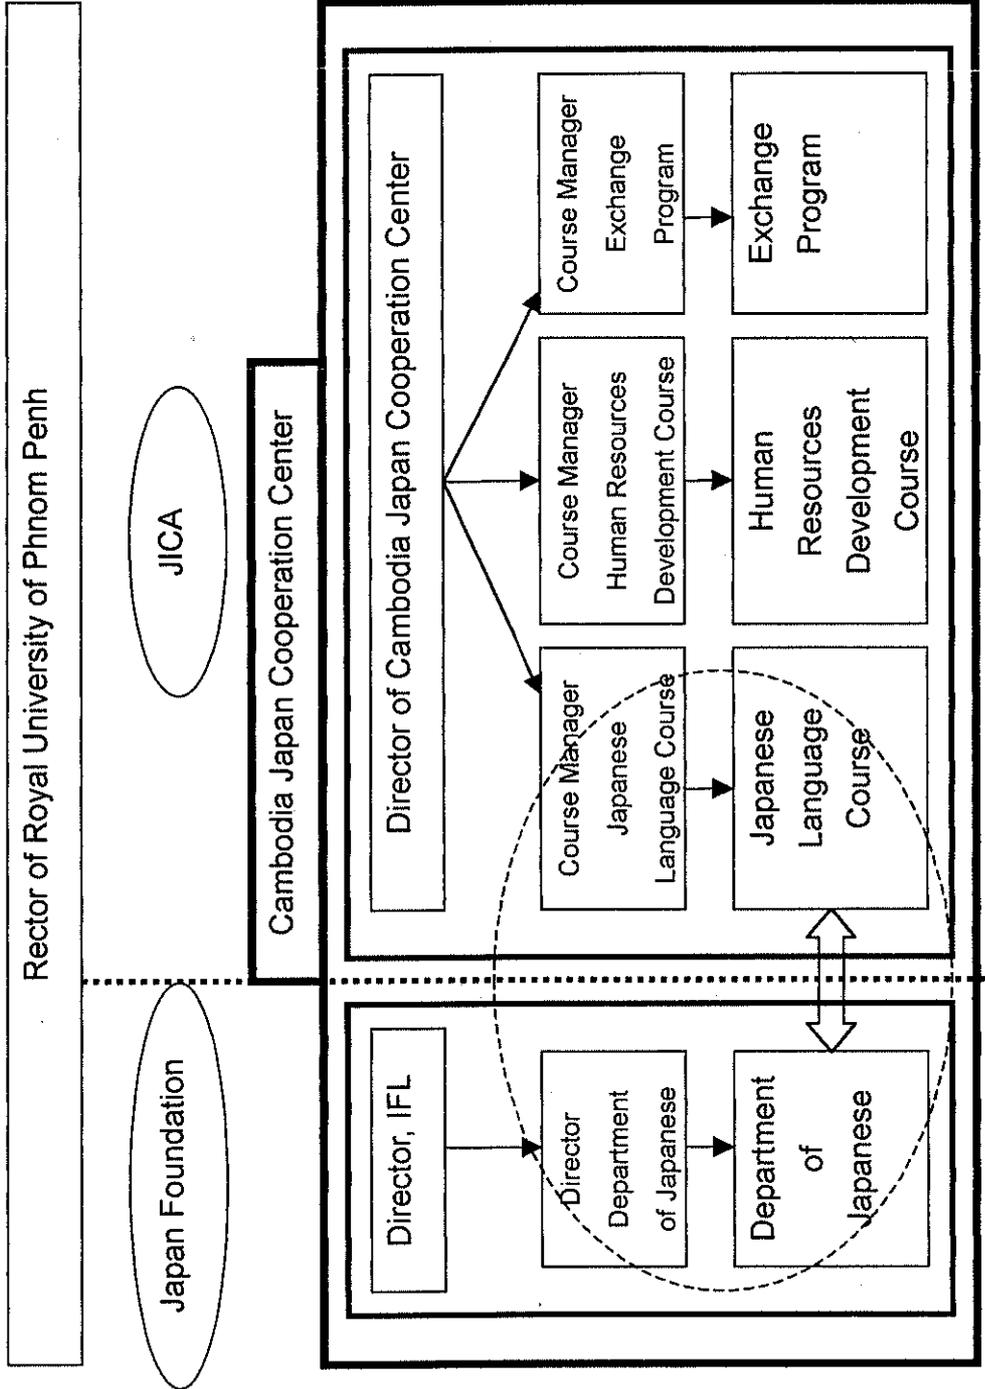 Rector of Royal University of Phnom Penh
Japan Foundation
JICA
Cambodia Japan Cooperation Center
Director, IFL
Director of Cambodia Japan Cooperation Center
Director
Department
of Japanese
Course Manager
Japanese
Language Course
Course Manager
Human Resources
Development Course
Course Manager
Exchange
Program
Department
of
Japanese
Japanese
Language
Course
Human
Resources
Development
Course
Exchange
Program